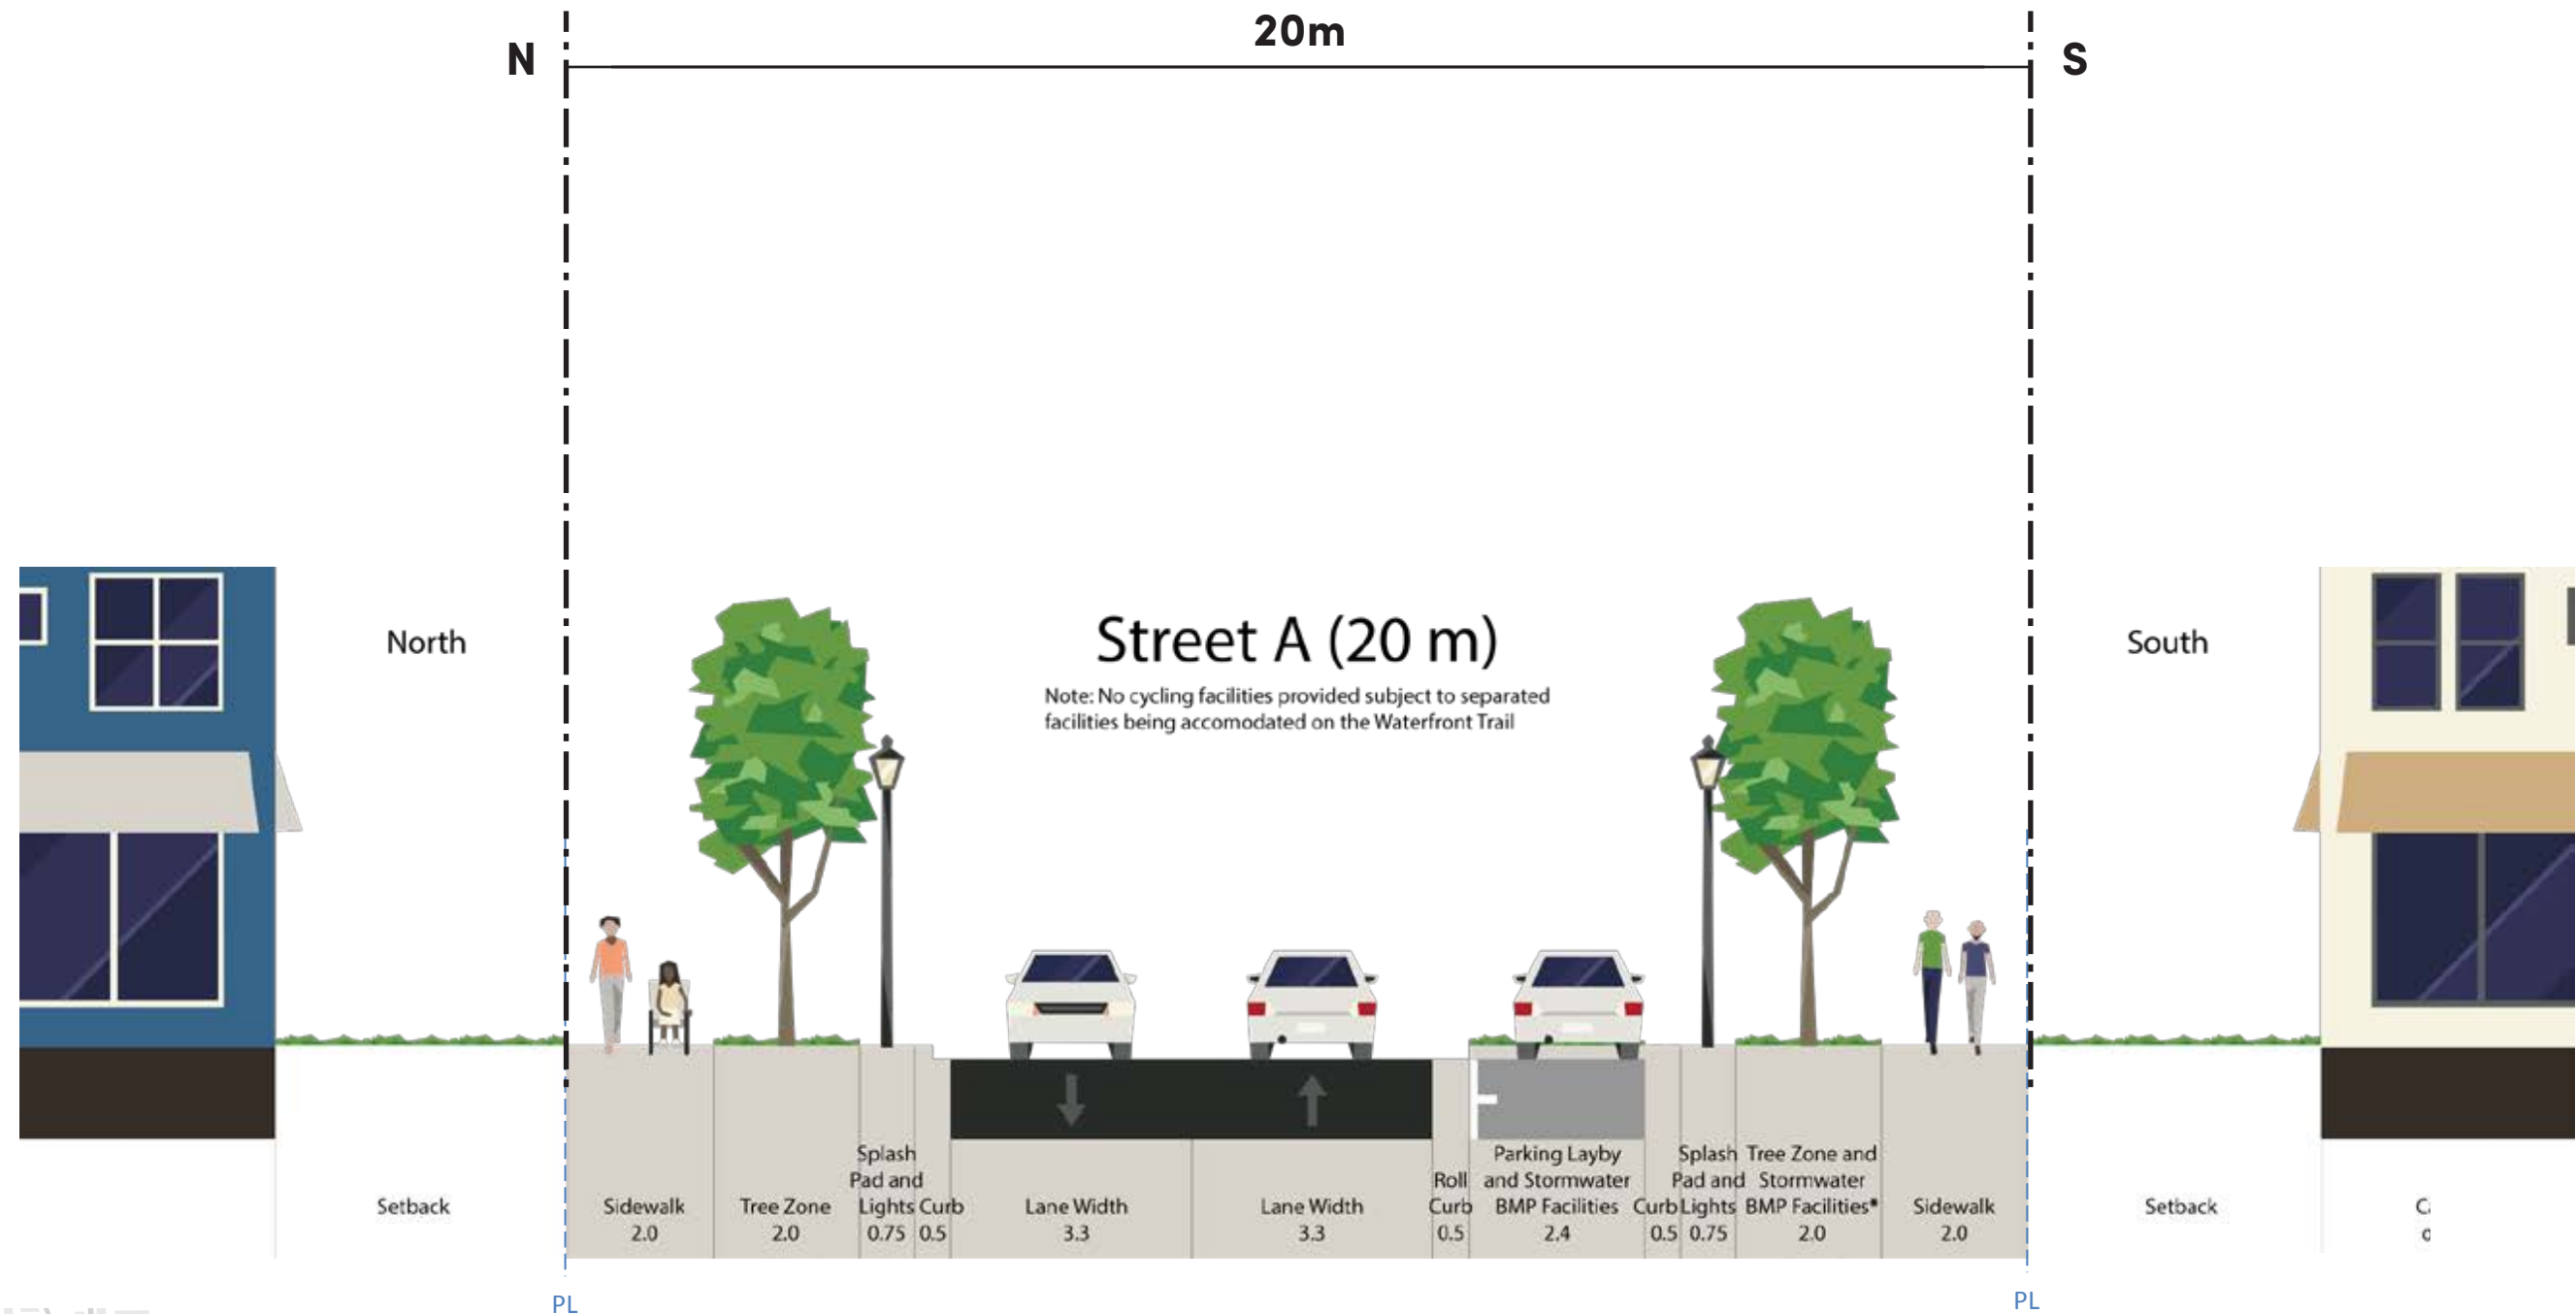 20m
N
S
North
Street A (20 m)
South
Note: No cycling facilities provided subject to separated
facilities being accomodated on the Waterfront Trail
Setback
Sidewalk
2.0
Tree Zone
2.0
Splash
Pad and
Lights
0.75
Curb
0.5
Lane Width
3.3
Lane Width
3.3
Roll
Curb
0.5
Parking Layby
and Stormwater
BMP Facilities
2.4
Curb
0.5
Splash
Pad and
Lights
0.75
Tree Zone and
Stormwater
BMP Facilities*
2.0
Sidewalk
2.0
Setback
PL
PL